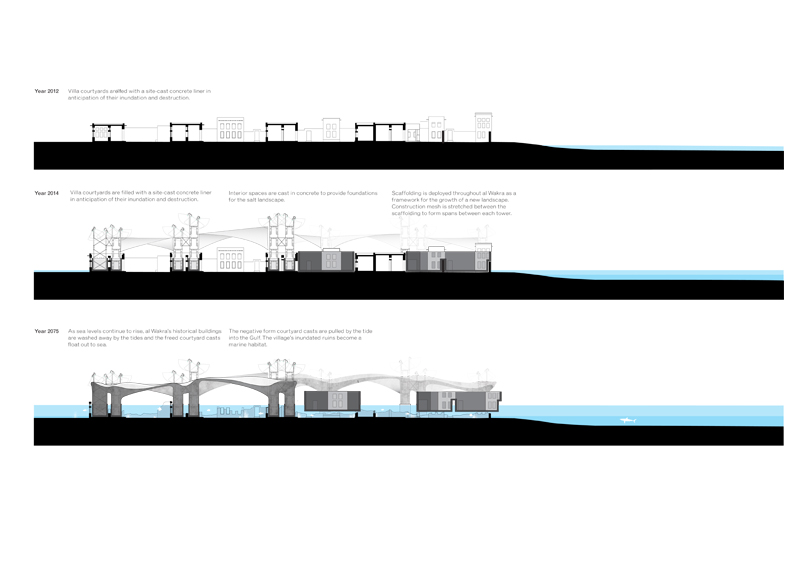 Year 2012
Villa courtyards are filled with a site-cast concrete liner in
anticipation of their inundation and destruction.
Year 2014
Villa courtyards are filled with a site-cast concrete liner
in anticipation of their inundation and destruction.
Interior spaces are cast in concrete to provide foundations
for the salt landscape.
Scaffolding is deployed throughout al Wakra as a
framework for the growth of a new landscape.
Construction mesh is stretched between the
scaffolding to form spans between each tower.
Year 2075
As sea levels continue to rise, al Wakra's historical buildings
are washed away by the tides and the freed courtyard casts
float out to sea.
The negative form courtyard casts are pulled by the tide
into the Gulf. The village's inundated ruins become a
marine habitat.